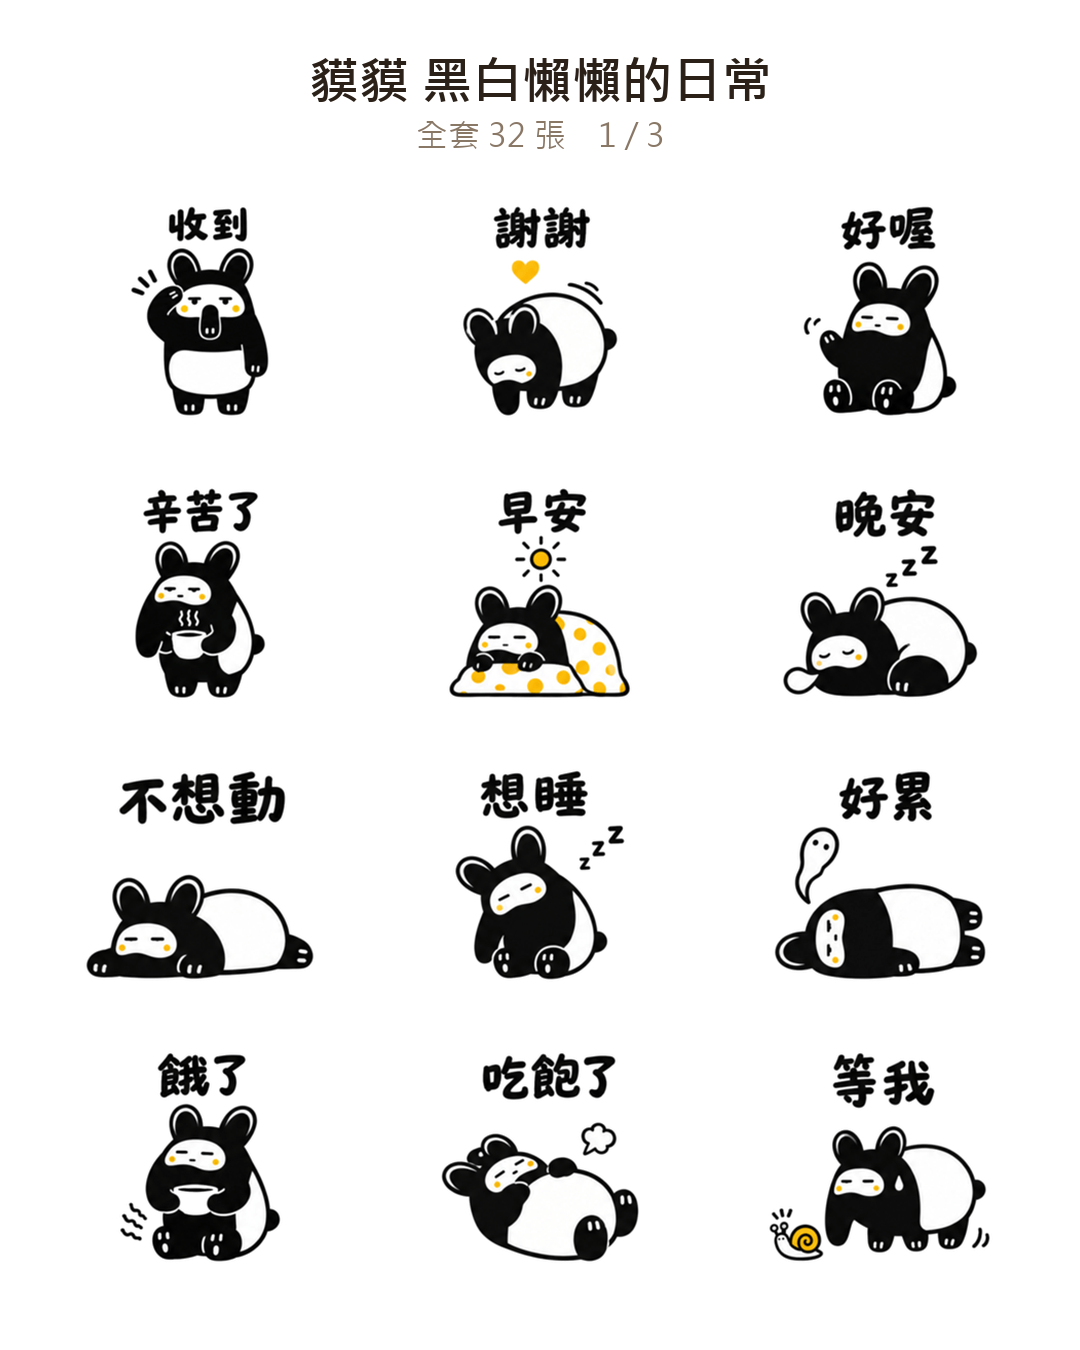 貘貘 黑白懶懶的日常
全套 32 張　1 / 3
收到
謝謝
好喔
辛苦了
早安
晚安
z z z
不想動
想睡
z z z
好累
餓了
吃飽了
等我